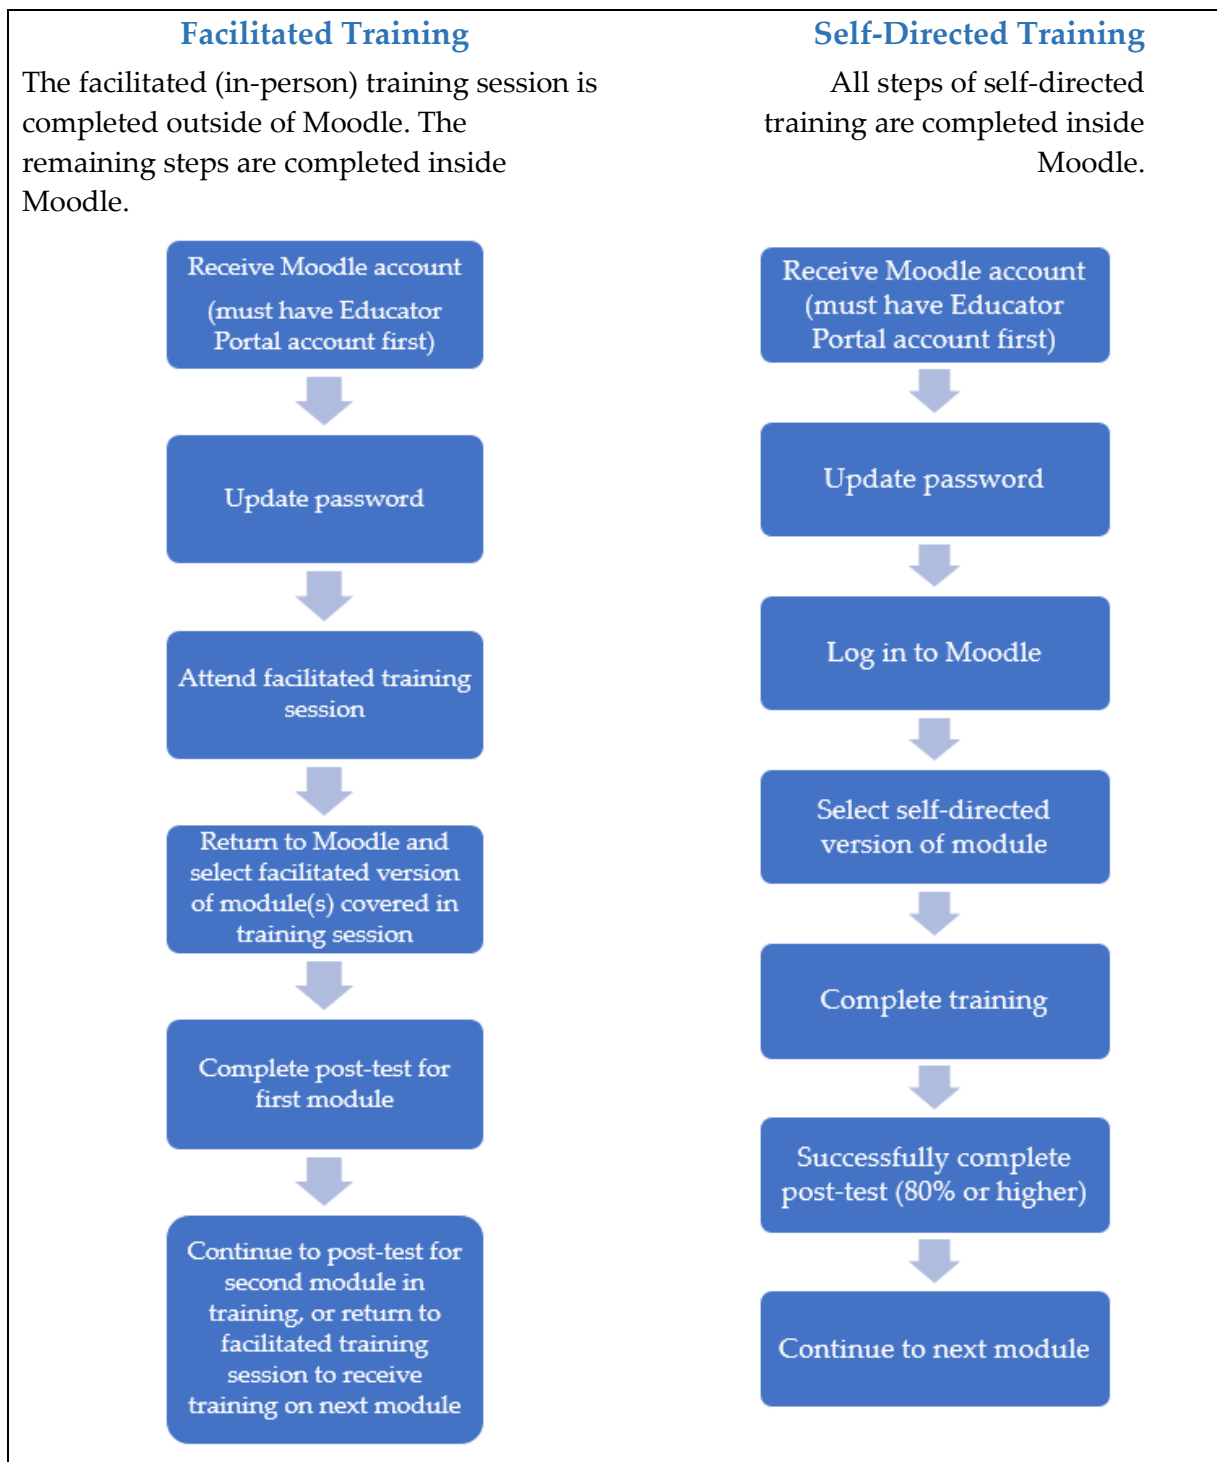 Facilitated Training
The facilitated (in-person) training session is
completed outside of Moodle. The
remaining steps are completed inside
Moodle.
Receive Moodle account
(must have Educator
Portal account first)
Update password
Attend facilitated training
session
Return to Moodle and
select facilitated version
of module(s) covered in
training session
Complete post-test for
first module
Continue to post-test for
second module in
training, or return to
facilitated training
session to receive
training on next module
Self-Directed Training
All steps of self-directed
training are completed inside
Moodle.
Receive Moodle account
(must have Educator
Portal account first)
Update password
Log in to Moodle
Select self-directed
version of module
Complete training
Successfully complete
post-test (80% or higher)
Continue to next module